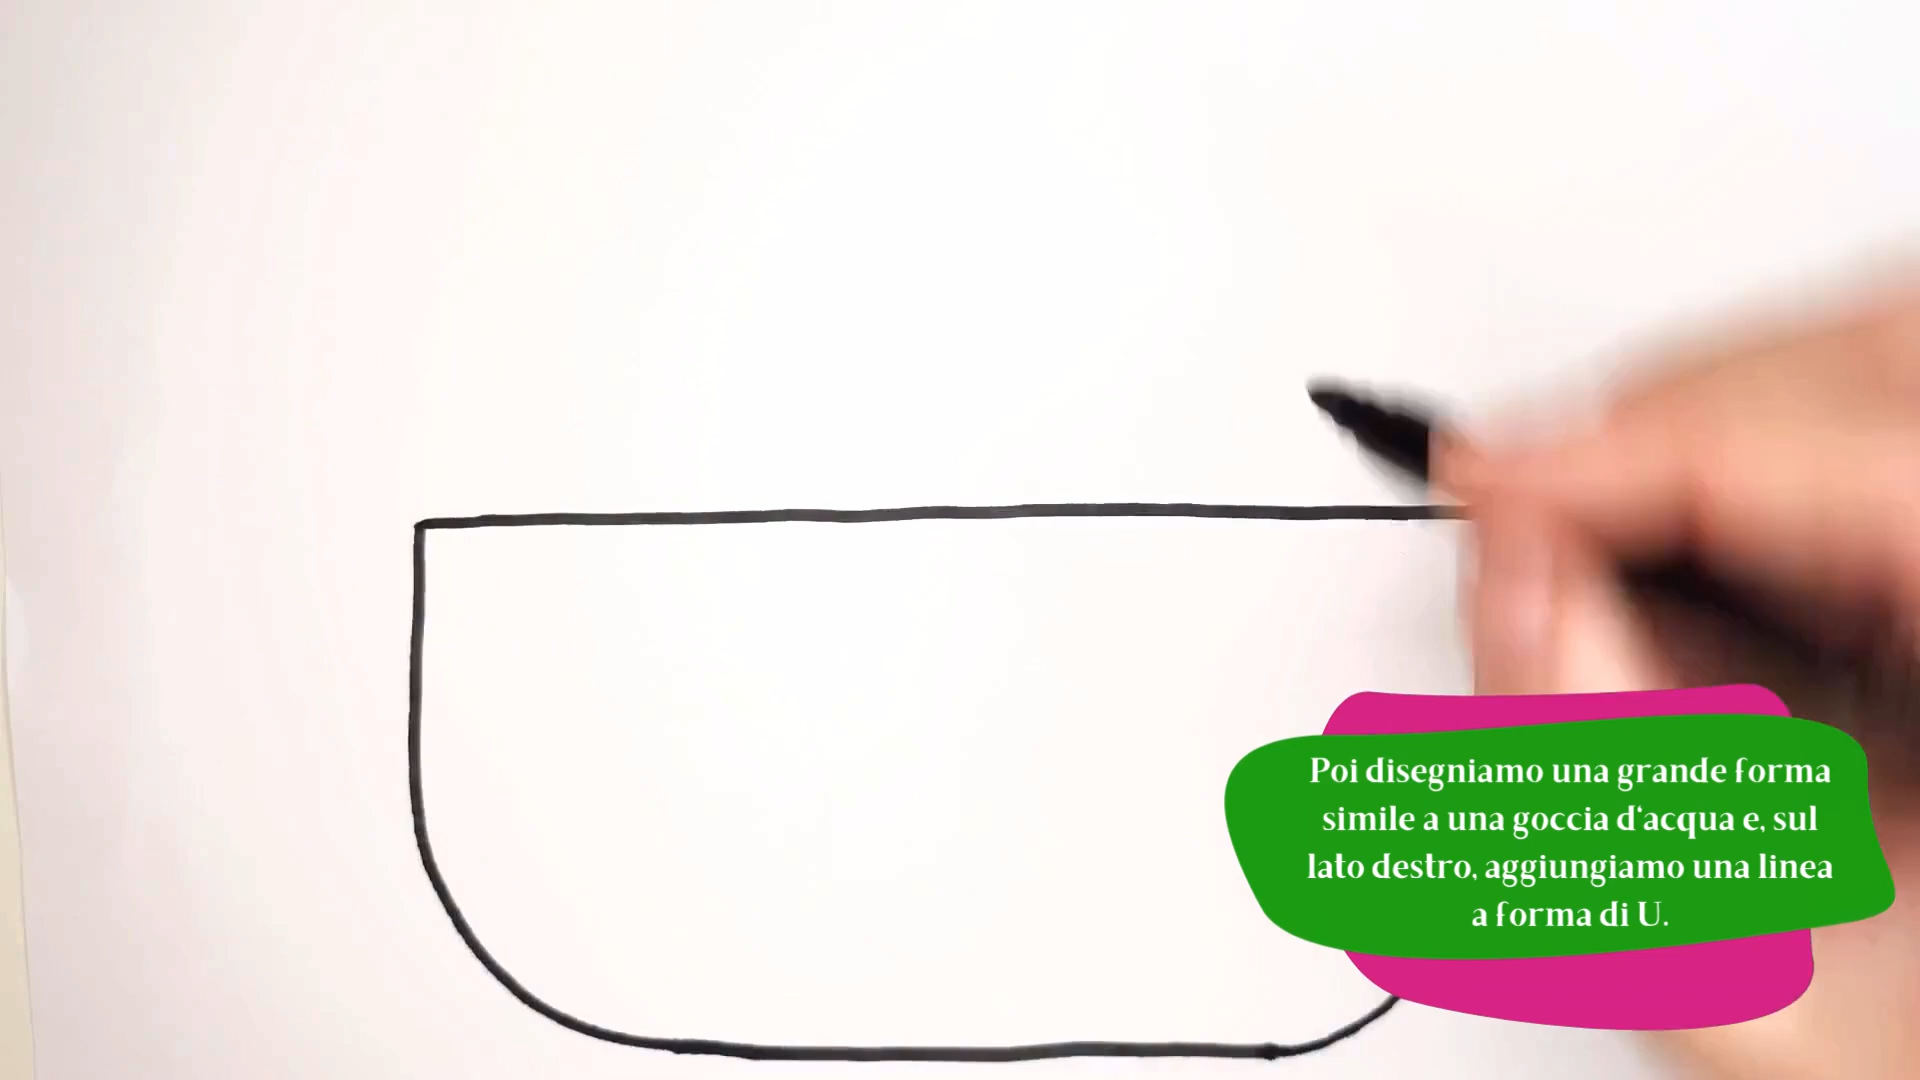 Poi disegniamo una grande forma
simile a una goccia d'acqua e, sul
lato destro, aggiungiamo una linea
a forma di U.